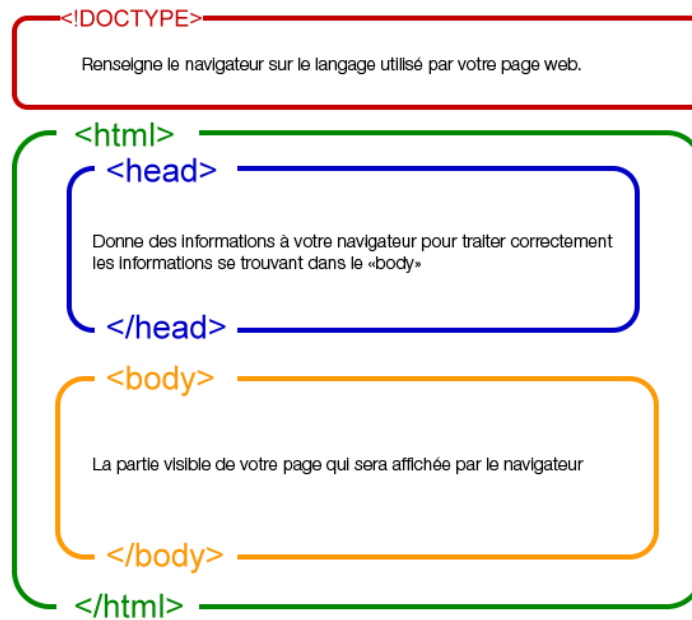 <!DOCTYPE>
Renseigne le navigateur sur le langage utilisé par votre page web.
<html>
<head>
Donne des informations à votre navigateur pour traiter correctement
les informations se trouvant dans le «body»
</head>
<body>
La partie visible de votre page qui sera affichée par le navigateur
</body>
</html>